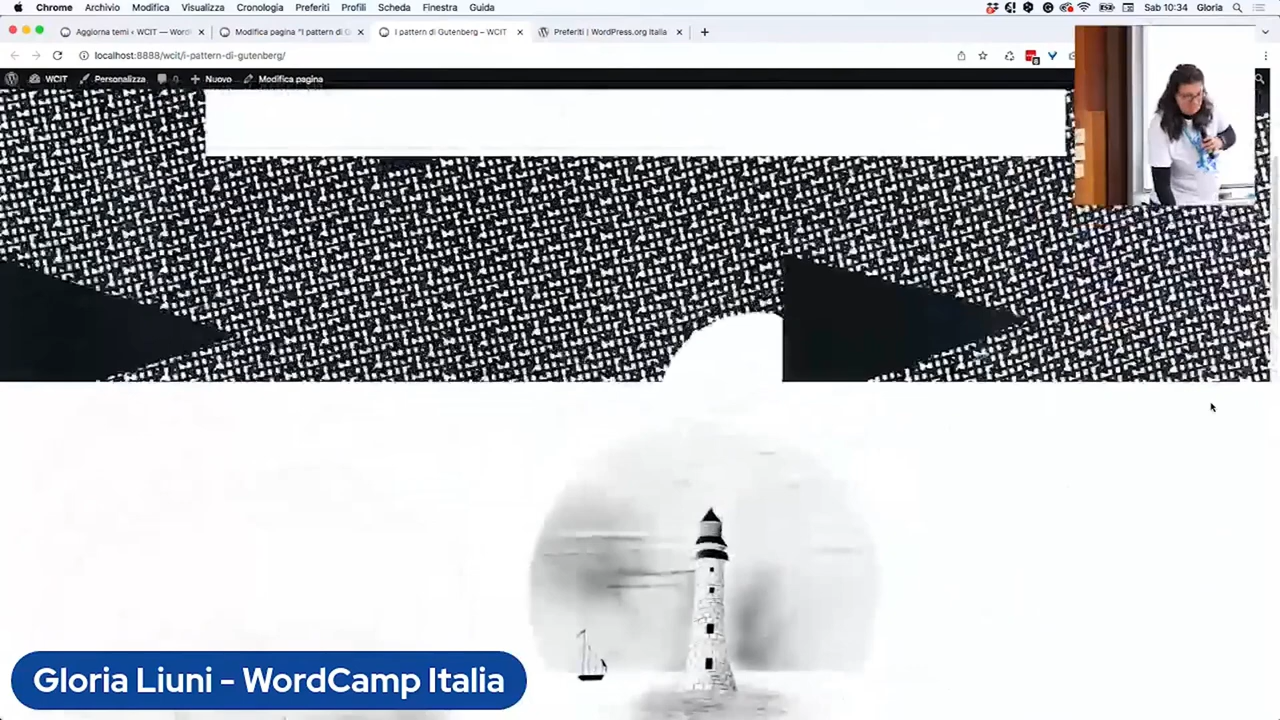 Chrome Archivio Modifica Visualizza Cronologia Preferiti Profili Scheda Finestra Guida Sab 10:34 Gloria
Aggiorna temi ‹ WCIT — Word
Modifica pagina "I pattern di G
I pattern di Gutenberg – WCIT
Preferiti | WordPress.org Italia
localhost:8888/wcit/i-pattern-di-gutenberg/
WCIT Personalizza 0 Nuovo Modifica pagina
Gloria Liuni - WordCamp Italia